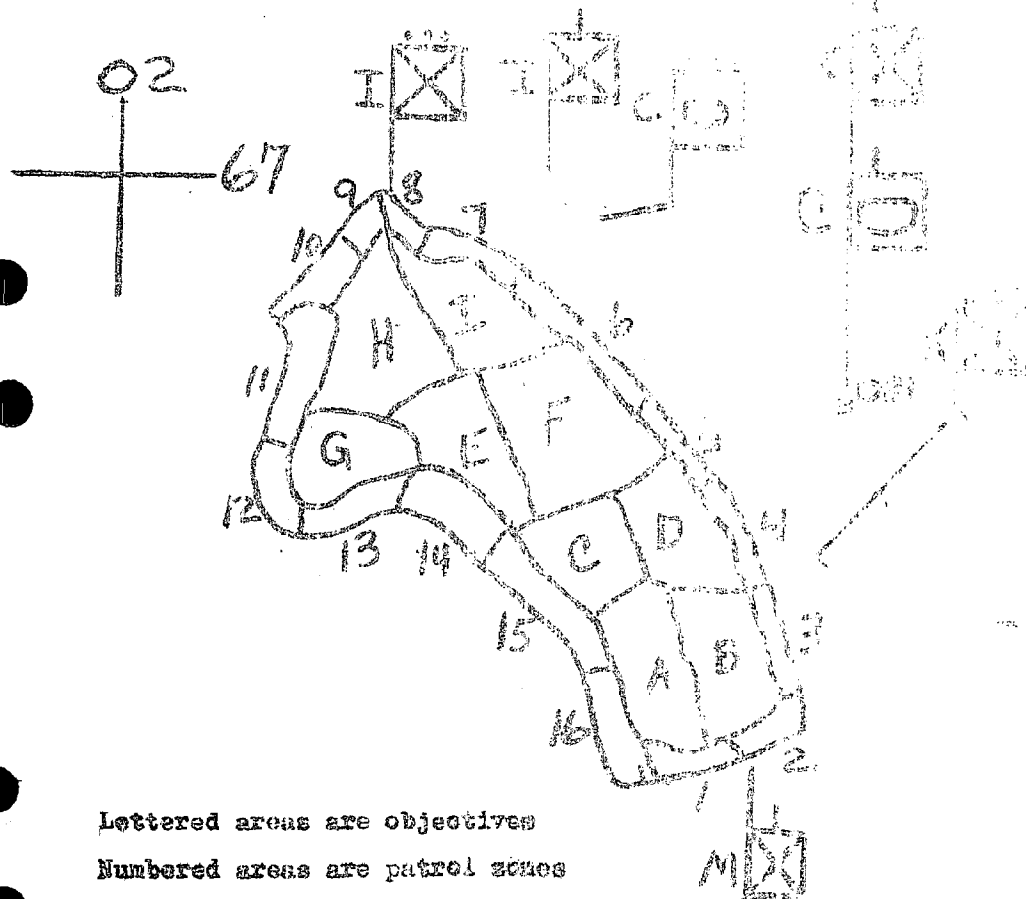 02
67
I
I
C
C
9
8
7
10
I
6
H
11
F
G
E
12
D
4
13
14
C
3
15
B
A
16
2
1
M
Lettered areas are objectives
Numbered areas are patrol zones